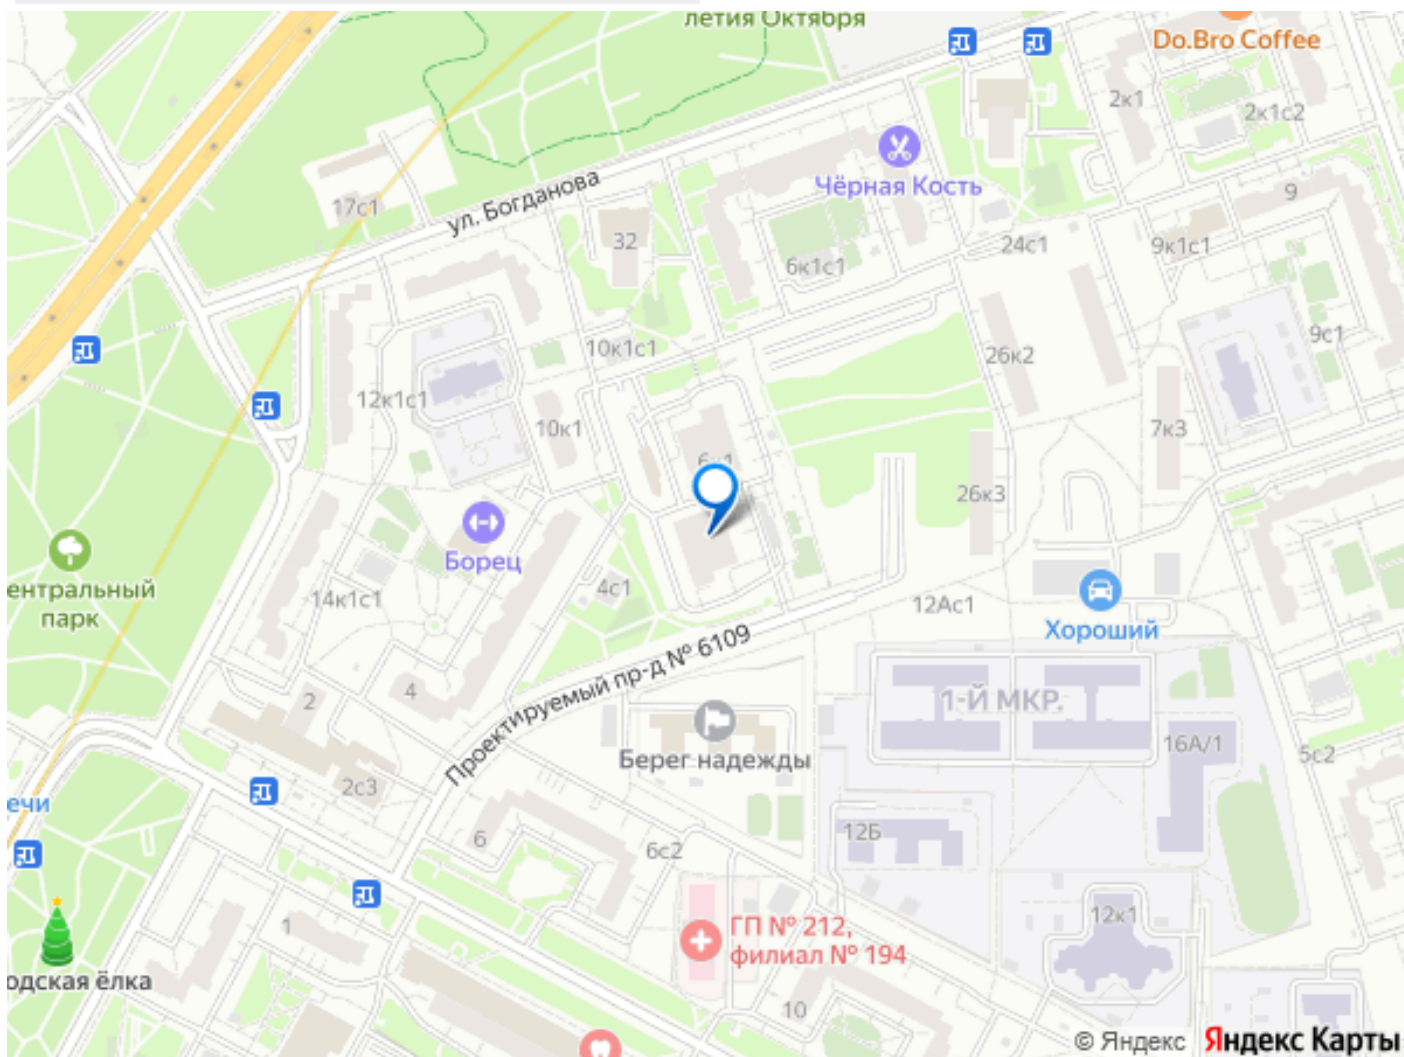 летия Октября
Do.Bro Coffee
2к1
2к1с2
Чёрная Кость
17с1
ул. Богданова
9
32
24с1
9к1с1
6к1с1
10к1с1
26к2
9с1
12к1с1
10к1
7к3
6к1
26к3
Борец
ентральный
парк
4с1
14к1с1
12Ас1
Хороший
Проектируемый пр-д № 6109
2
4
1-Й МКР.
Берег надежды
16А/1
5с2
2с3
ечи
12Б
6
6с2
12к1
ГП № 212,
филиал № 194
1
одская ёлка
10
© Яндекс Яндекс Карты